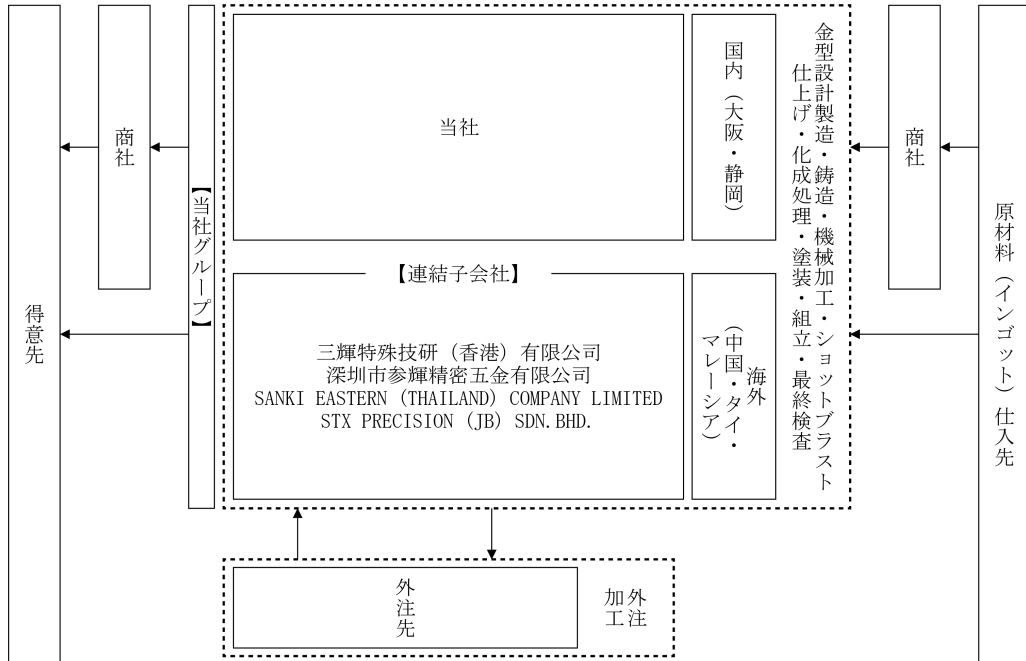 得意先
商社
【当社グループ】
当社
国内（大阪・静岡）
【連結子会社】
三輝特殊技研（香港）有限公司
深圳市参輝精密五金有限公司
SANKI EASTERN (THAILAND) COMPANY LIMITED
STX PRECISION (JB) SDN.BHD.
海外
（中国・タイ・
マレーシア）
金型設計製造・鋳造・機械加工・ショットブラスト
仕上げ・化成処理・塗装・組立・最終検査
商社
原材料（インゴット）仕入先
外注先
外注
加工